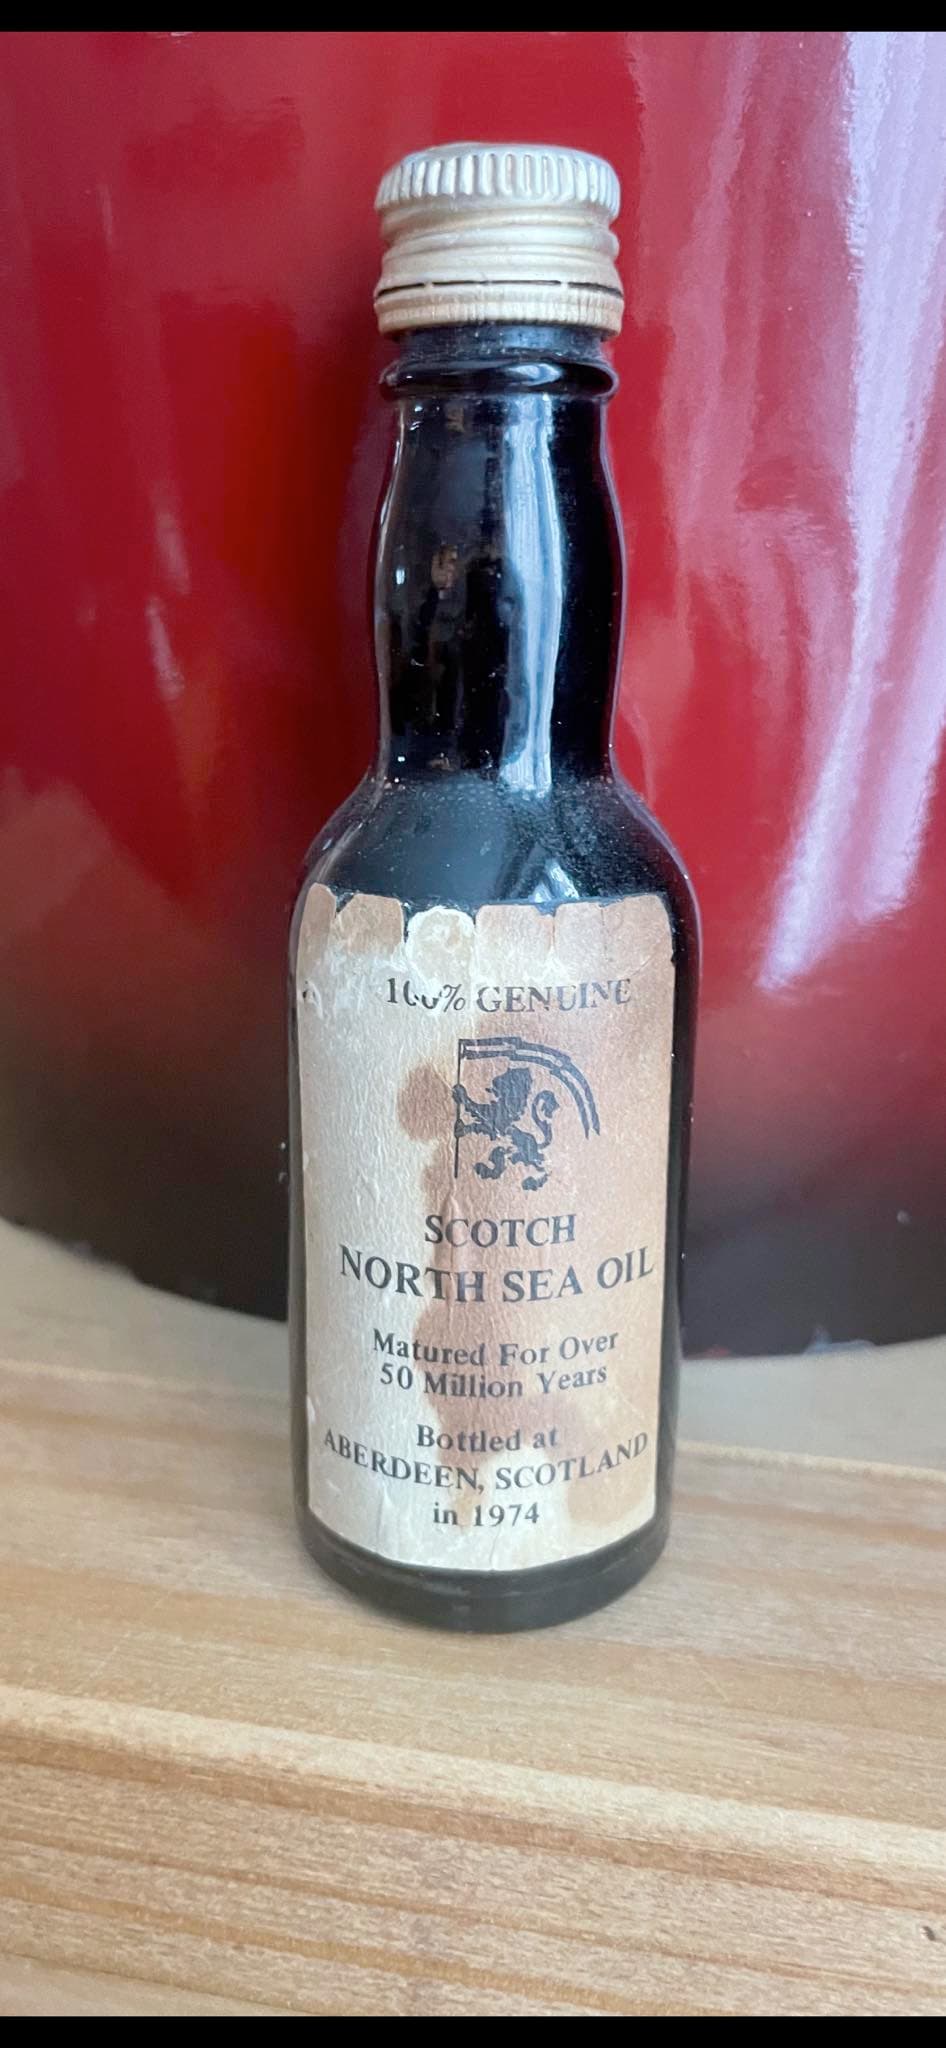 100% GENUINE
SCOTCH
NORTH SEA OIL
Matured For Over
50 Million Years
Bottled at
ABERDEEN, SCOTLAND
in 1974